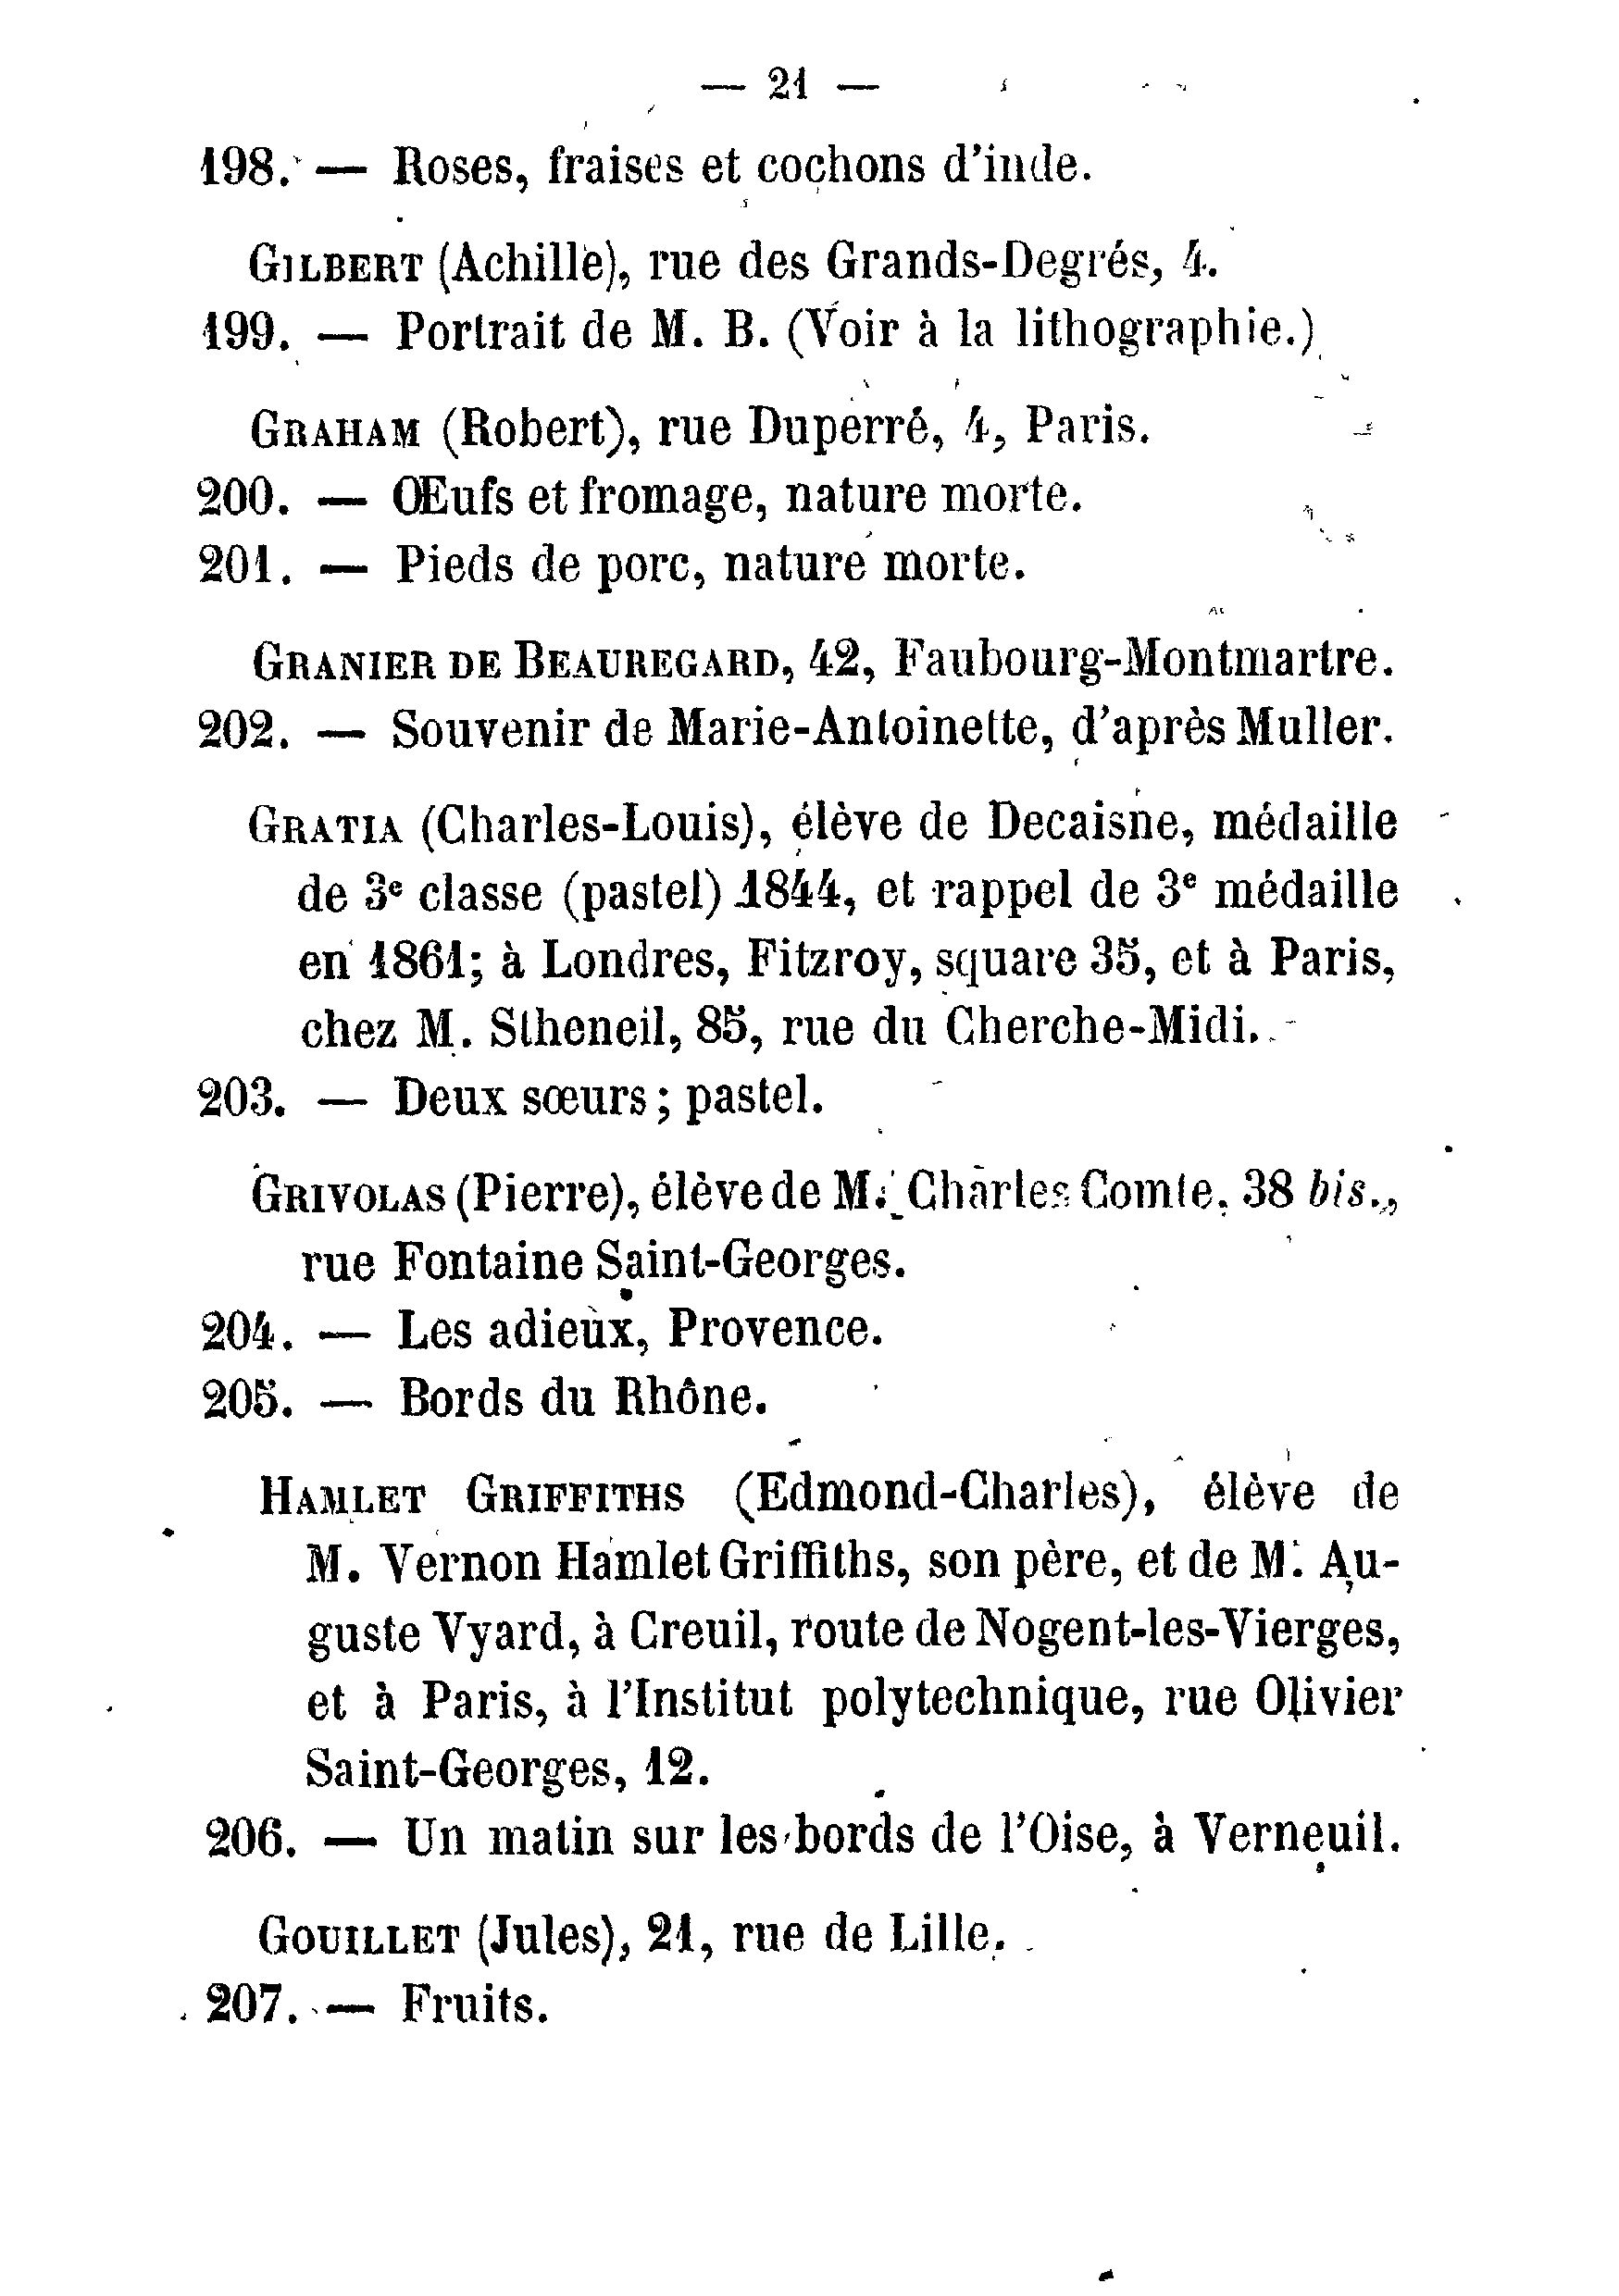 — 21 —
198. — Roses, fraises et cochons d'inde.
GILBERT (Achille), rue des Grands-Degrés, 4.
199. — Portrait de M. B. (Voir à la lithographie.)
GRAHAM (Robert), rue Duperré, 4, Paris.
200. — Œufs et fromage, nature morte.
201. — Pieds de porc, nature morte.
GRANIER DE BEAUREGARD, 42, Faubourg-Montmartre.
202. — Souvenir de Marie-Antoinette, d'après Muller.
GRATIA (Charles-Louis), élève de Decaisne, médaille
de 3e classe (pastel) 1844, et rappel de 3e médaille
en 1861; à Londres, Fitzroy, square 35, et à Paris,
chez M. Stheneil, 85, rue du Cherche-Midi.
203. — Deux sœurs; pastel.
GRIVOLAS (Pierre), élève de M. Charles Comte, 38 bis.,
rue Fontaine Saint-Georges.
204. — Les adieux, Provence.
205. — Bords du Rhône.
HAMLET GRIFFITHS (Edmond-Charles), élève de
M. Vernon Hamlet Griffiths, son père, et de M. Au-
guste Vyard, à Creuil, route de Nogent-les-Vierges,
et à Paris, à l'Institut polytechnique, rue Olivier
Saint-Georges, 12.
206. — Un matin sur les bords de l'Oise, à Verneuil.
GOUILLET (Jules), 21, rue de Lille.
207. — Fruits.